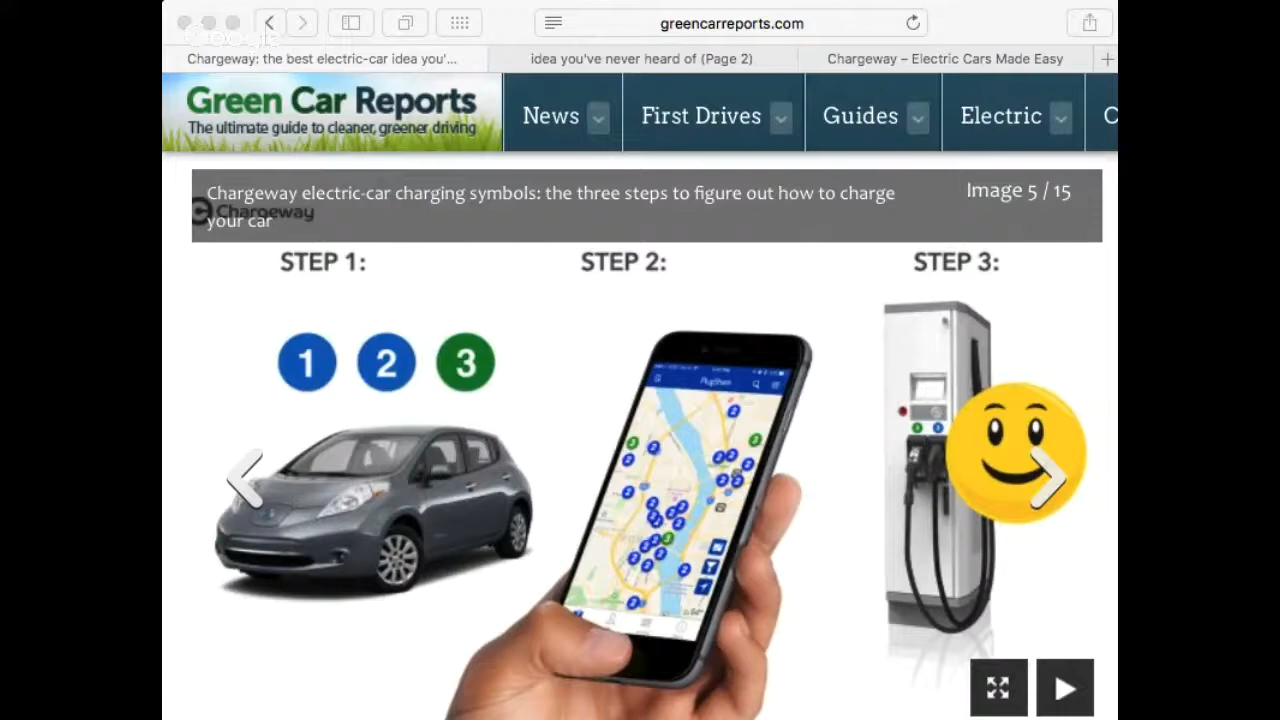 greencarreports.com
Google
Chargeway: the best electric-car idea you'...
idea you've never heard of (Page 2)
Chargeway – Electric Cars Made Easy
Green Car Reports
The ultimate guide to cleaner, greener driving
News
First Drives
Guides
Electric
C
Chargeway electric-car charging symbols: the three steps to figure out how to charge
your car
Image 5 / 15
Chargeway
STEP 1:
STEP 2:
STEP 3:
1 2 3
PlugShare